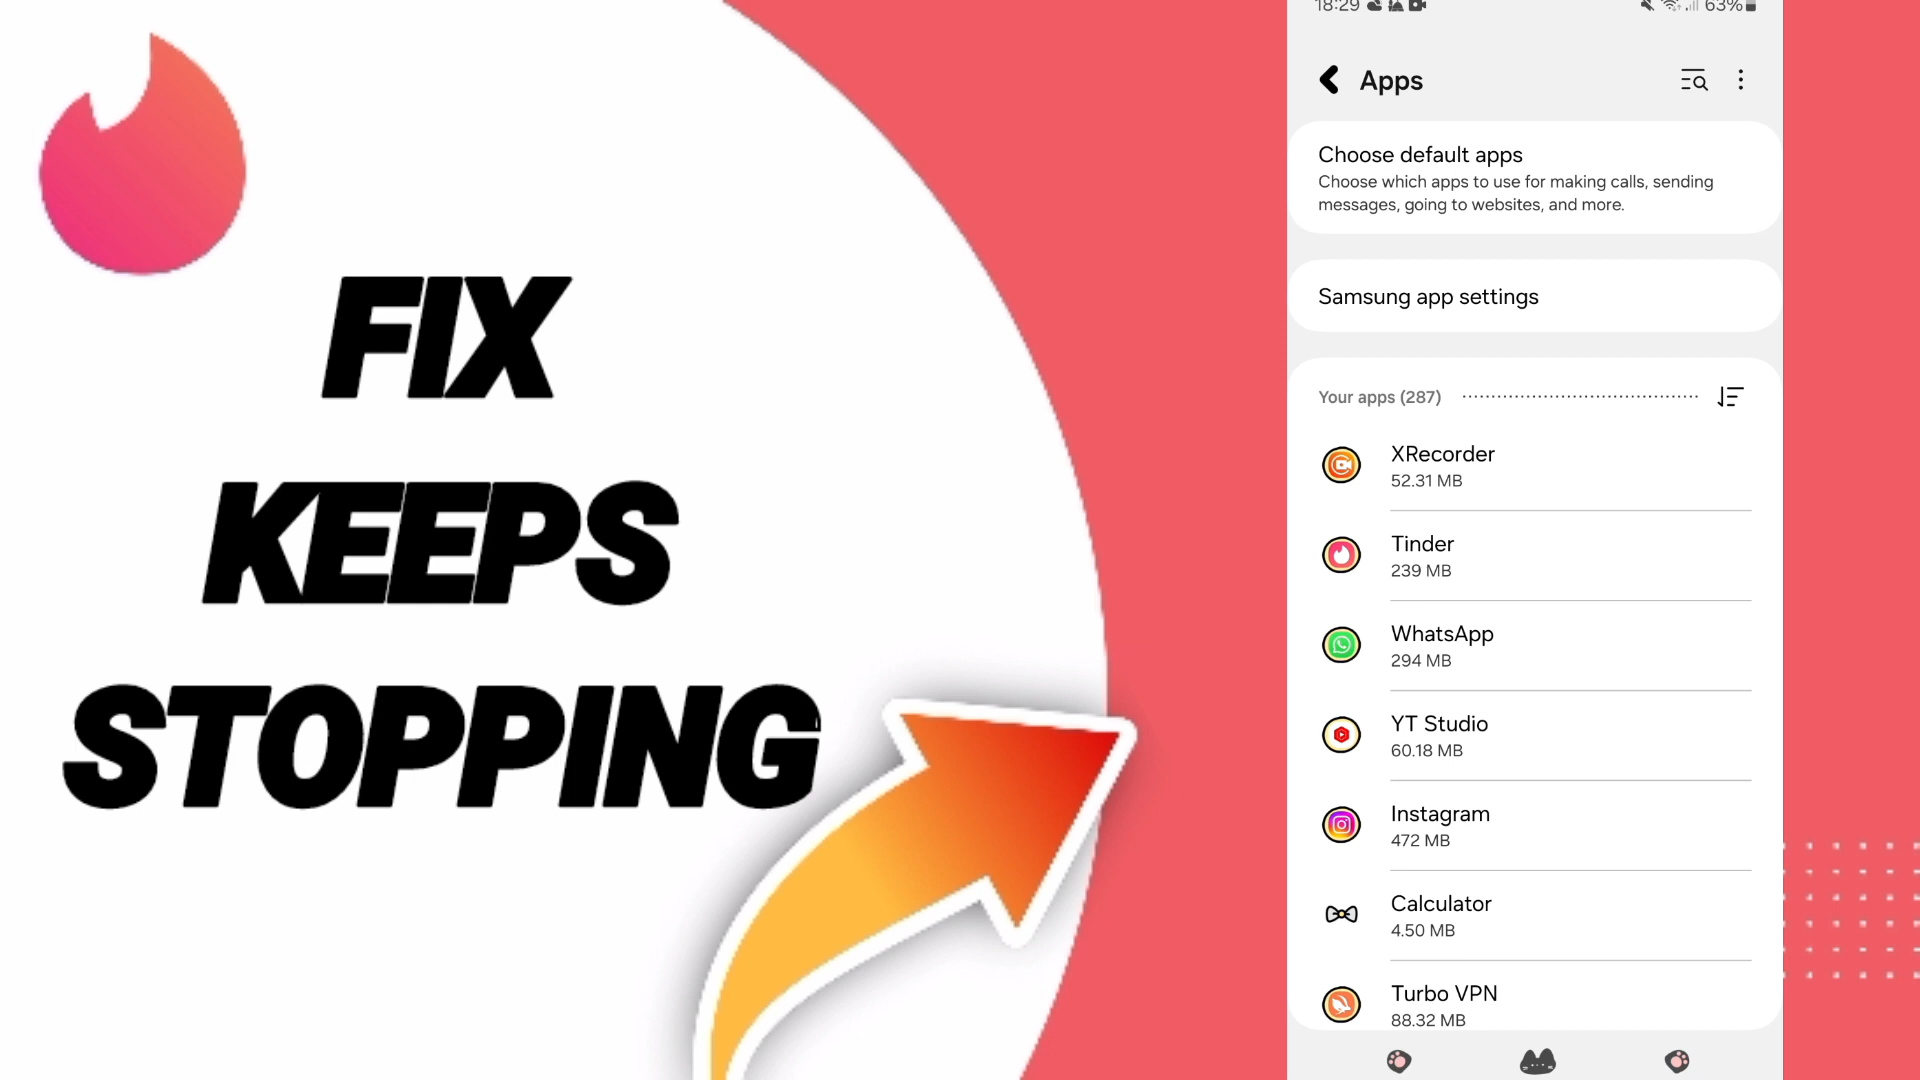 FIX
KEEPS
STOPPING
18:29
63%
Apps
Choose default apps
Choose which apps to use for making calls, sending
messages, going to websites, and more.
Samsung app settings
Your apps (287)
XRecorder
52.31 MB
Tinder
239 MB
WhatsApp
294 MB
YT Studio
60.18 MB
Instagram
472 MB
Calculator
4.50 MB
Turbo VPN
88.32 MB